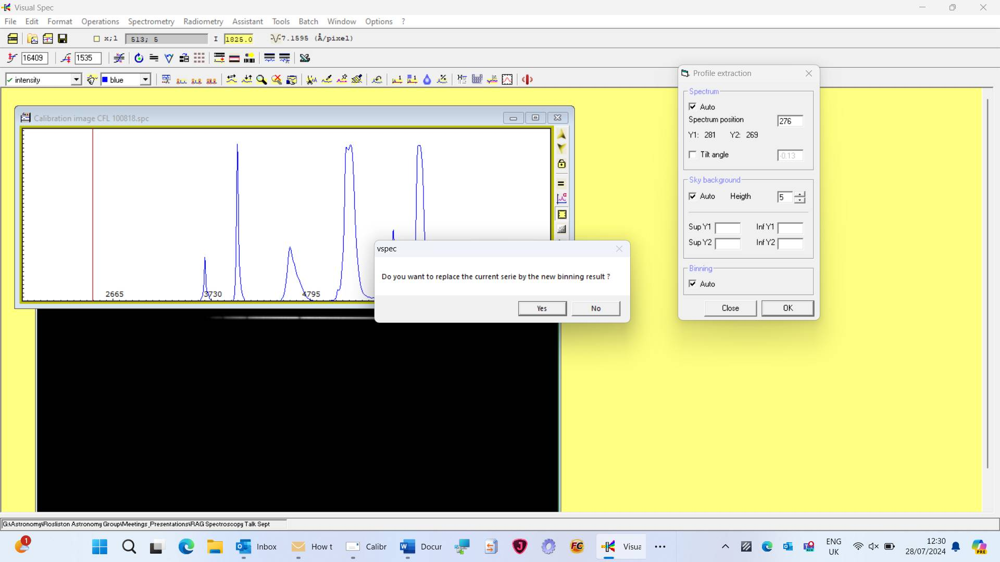 Visual Spec
File Edit Format Operations Spectrometry Radiometry Assistant Tools Batch Window Options ?
x;l 513; 5 I 1825.0 7.1595 (Å/pixel)
16409 1535
intensity blue
Profile extraction
Spectrum
Auto
Spectrum position 276
Y1: 281 Y2: 269
Tilt angle -0.13
Sky background
Auto Heigth 5
Sup Y1 Inf Y1
Sup Y2 Inf Y2
Binning
Auto
Close OK
Calibration image CFL 100818.spc
2665 3730 4795
vspec
Do you want to replace the current serie by the new binning result ?
Yes No
G:\Astronomy\Rosliston Astronomy Group\Meetings_Presentations\RAG Spectroscopy Talk Sept
1 Inbox How t Calibr Docur FC Visua ENG 12:30
UK 28/07/2024 PRE